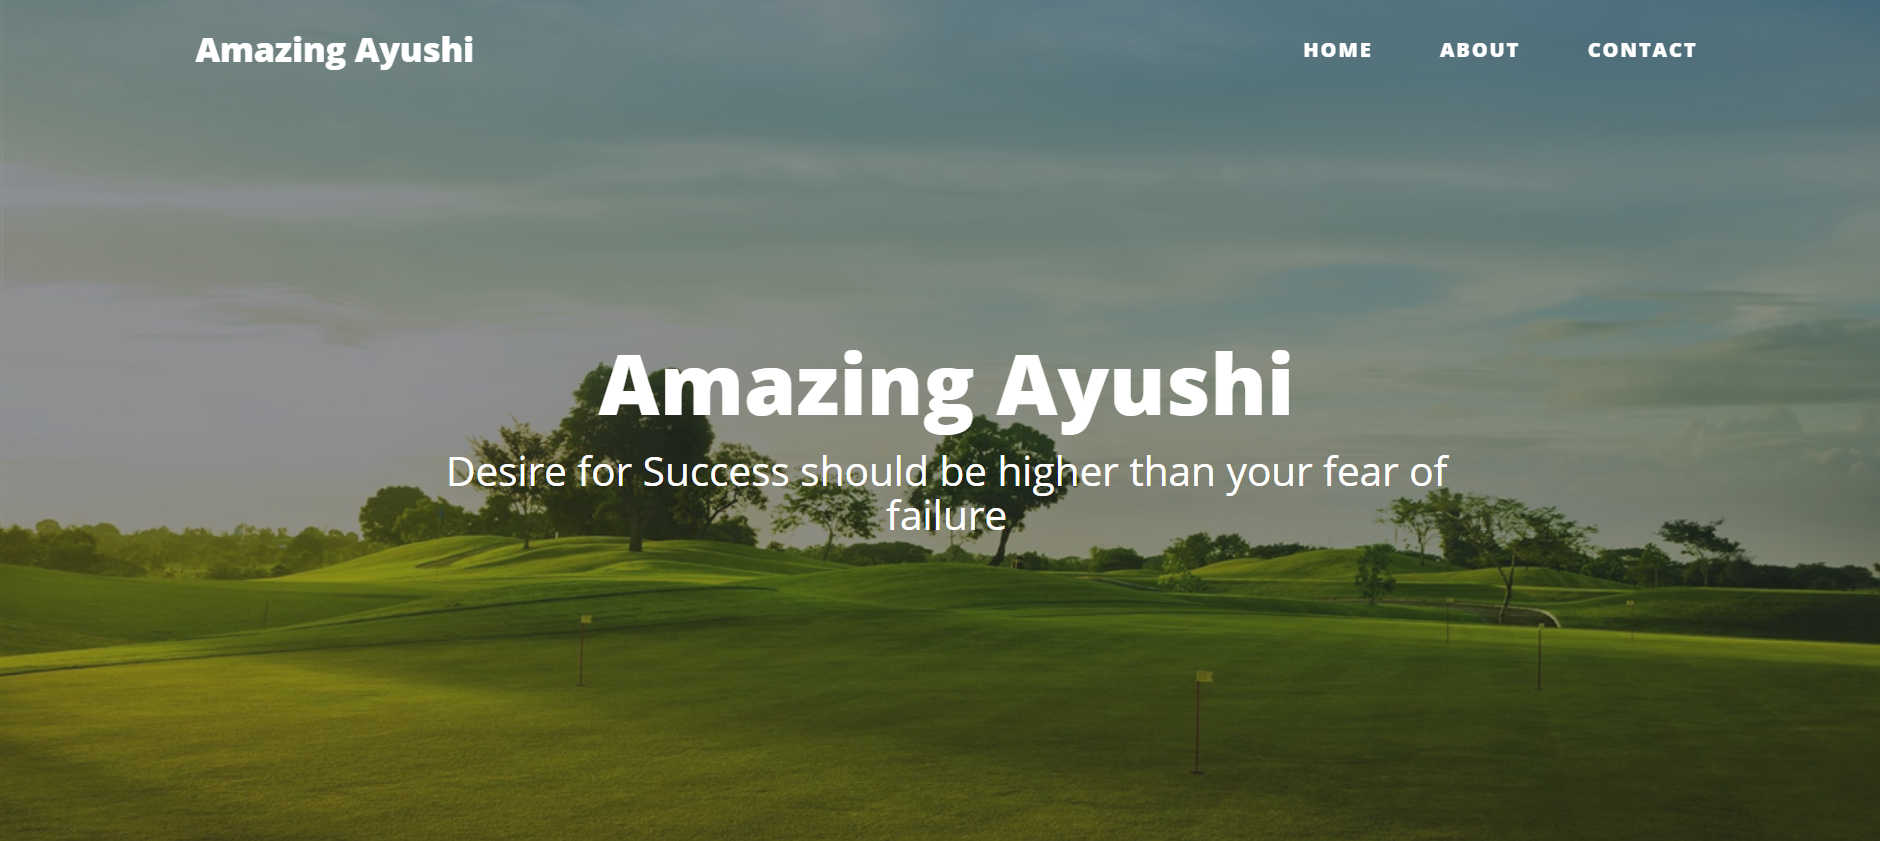 Amazing Ayushi
HOME ABOUT CONTACT
Amazing Ayushi
Desire for Success should be higher than your fear of
failure